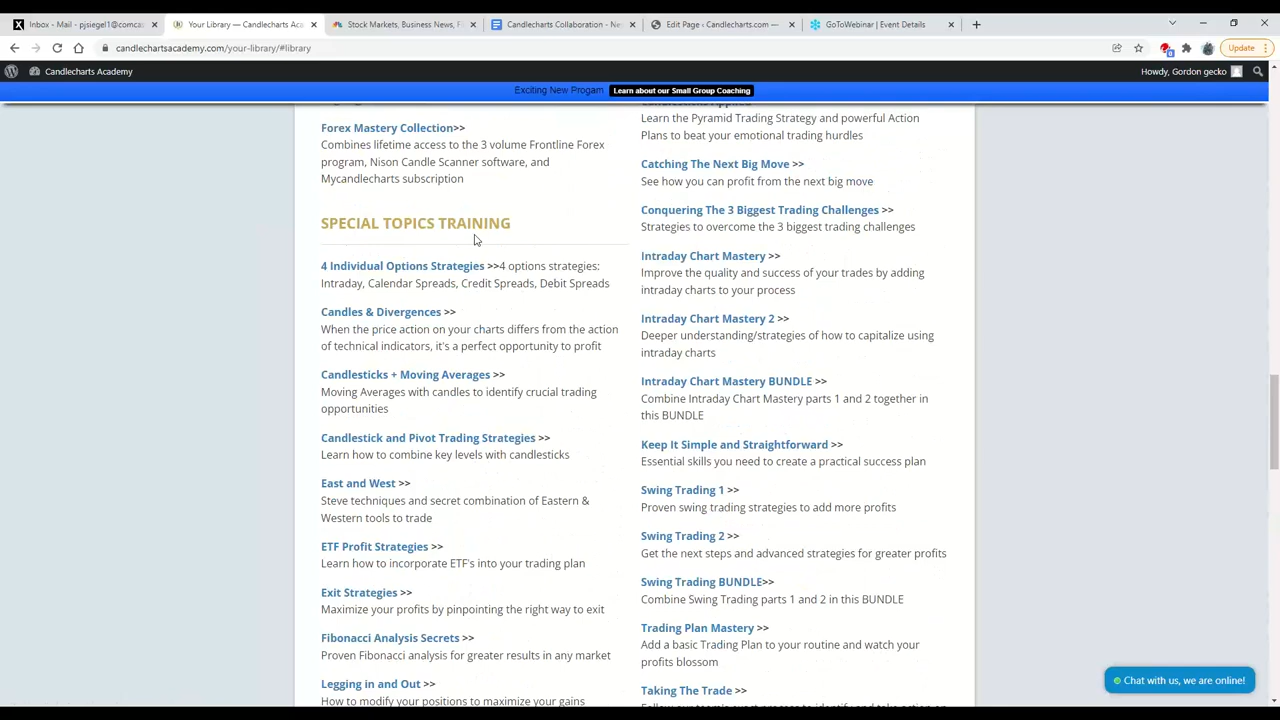 Inbox - pjsiegel1@comcas
Your Library — Candlecharts Aca
Stock Markets, Business News, F
Candlecharts Collaboration - Ne
Edit Page ‹ Candlecharts.com —
GoToWebinar | Event Details
candlechartsacademy.com/your-library/#library
Update
Candlecharts Academy
Howdy, Gordon gecko
Exciting New Progam Learn about our Small Group Coaching
Forex Mastery Collection>>
Combines lifetime access to the 3 volume Frontline Forex
program, Nison Candle Scanner software, and
Mycandlecharts subscription
SPECIAL TOPICS TRAINING
4 Individual Options Strategies >>4 options strategies:
Intraday, Calendar Spreads, Credit Spreads, Debit Spreads
Candles & Divergences >>
When the price action on your charts differs from the action
of technical indicators, it's a perfect opportunity to profit
Candlesticks + Moving Averages >>
Moving Averages with candles to identify crucial trading
opportunities
Candlestick and Pivot Trading Strategies >>
Learn how to combine key levels with candlesticks
East and West >>
Steve techniques and secret combination of Eastern &
Western tools to trade
ETF Profit Strategies >>
Learn how to incorporate ETF's into your trading plan
Exit Strategies >>
Maximize your profits by pinpointing the right way to exit
Fibonacci Analysis Secrets >>
Proven Fibonacci analysis for greater results in any market
Legging in and Out >>
How to modify your positions to maximize your gains
Learn the Pyramid Trading Strategy and powerful Action
Plans to beat your emotional trading hurdles
Catching The Next Big Move >>
See how you can profit from the next big move
Conquering The 3 Biggest Trading Challenges >>
Strategies to overcome the 3 biggest trading challenges
Intraday Chart Mastery >>
Improve the quality and success of your trades by adding
intraday charts to your process
Intraday Chart Mastery 2 >>
Deeper understanding/strategies of how to capitalize using
intraday charts
Intraday Chart Mastery BUNDLE >>
Combine Intraday Chart Mastery parts 1 and 2 together in
this BUNDLE
Keep It Simple and Straightforward >>
Essential skills you need to create a practical success plan
Swing Trading 1 >>
Proven swing trading strategies to add more profits
Swing Trading 2 >>
Get the next steps and advanced strategies for greater profits
Swing Trading BUNDLE>>
Combine Swing Trading parts 1 and 2 in this BUNDLE
Trading Plan Mastery >>
Add a basic Trading Plan to your routine and watch your
profits blossom
Taking The Trade >>
Chat with us, we are online!